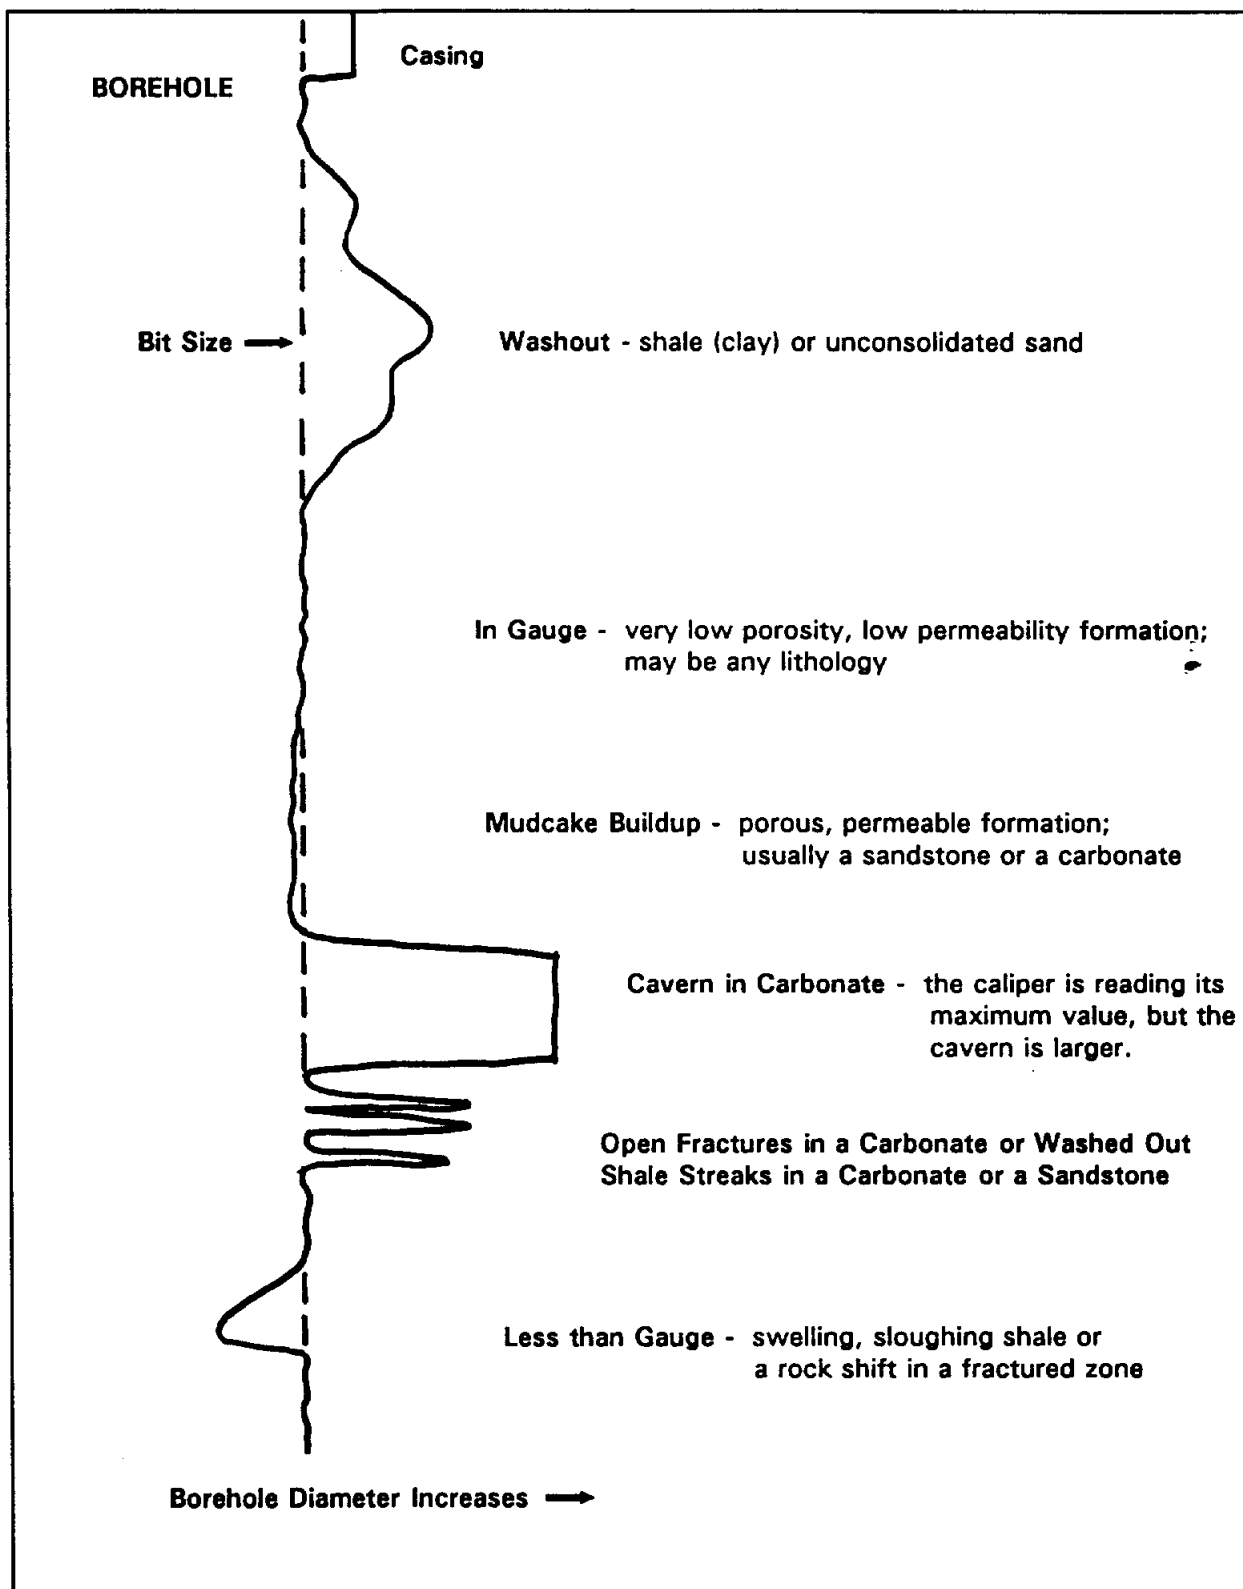 Casing
BOREHOLE
Bit Size
Washout - shale (clay) or unconsolidated sand
In Gauge - very low porosity, low permeability formation;
may be any lithology
Mudcake Buildup - porous, permeable formation;
usually a sandstone or a carbonate
Cavern in Carbonate - the caliper is reading its
maximum value, but the
cavern is larger.
Open Fractures in a Carbonate or Washed Out
Shale Streaks in a Carbonate or a Sandstone
Less than Gauge - swelling, sloughing shale or
a rock shift in a fractured zone
Borehole Diameter Increases